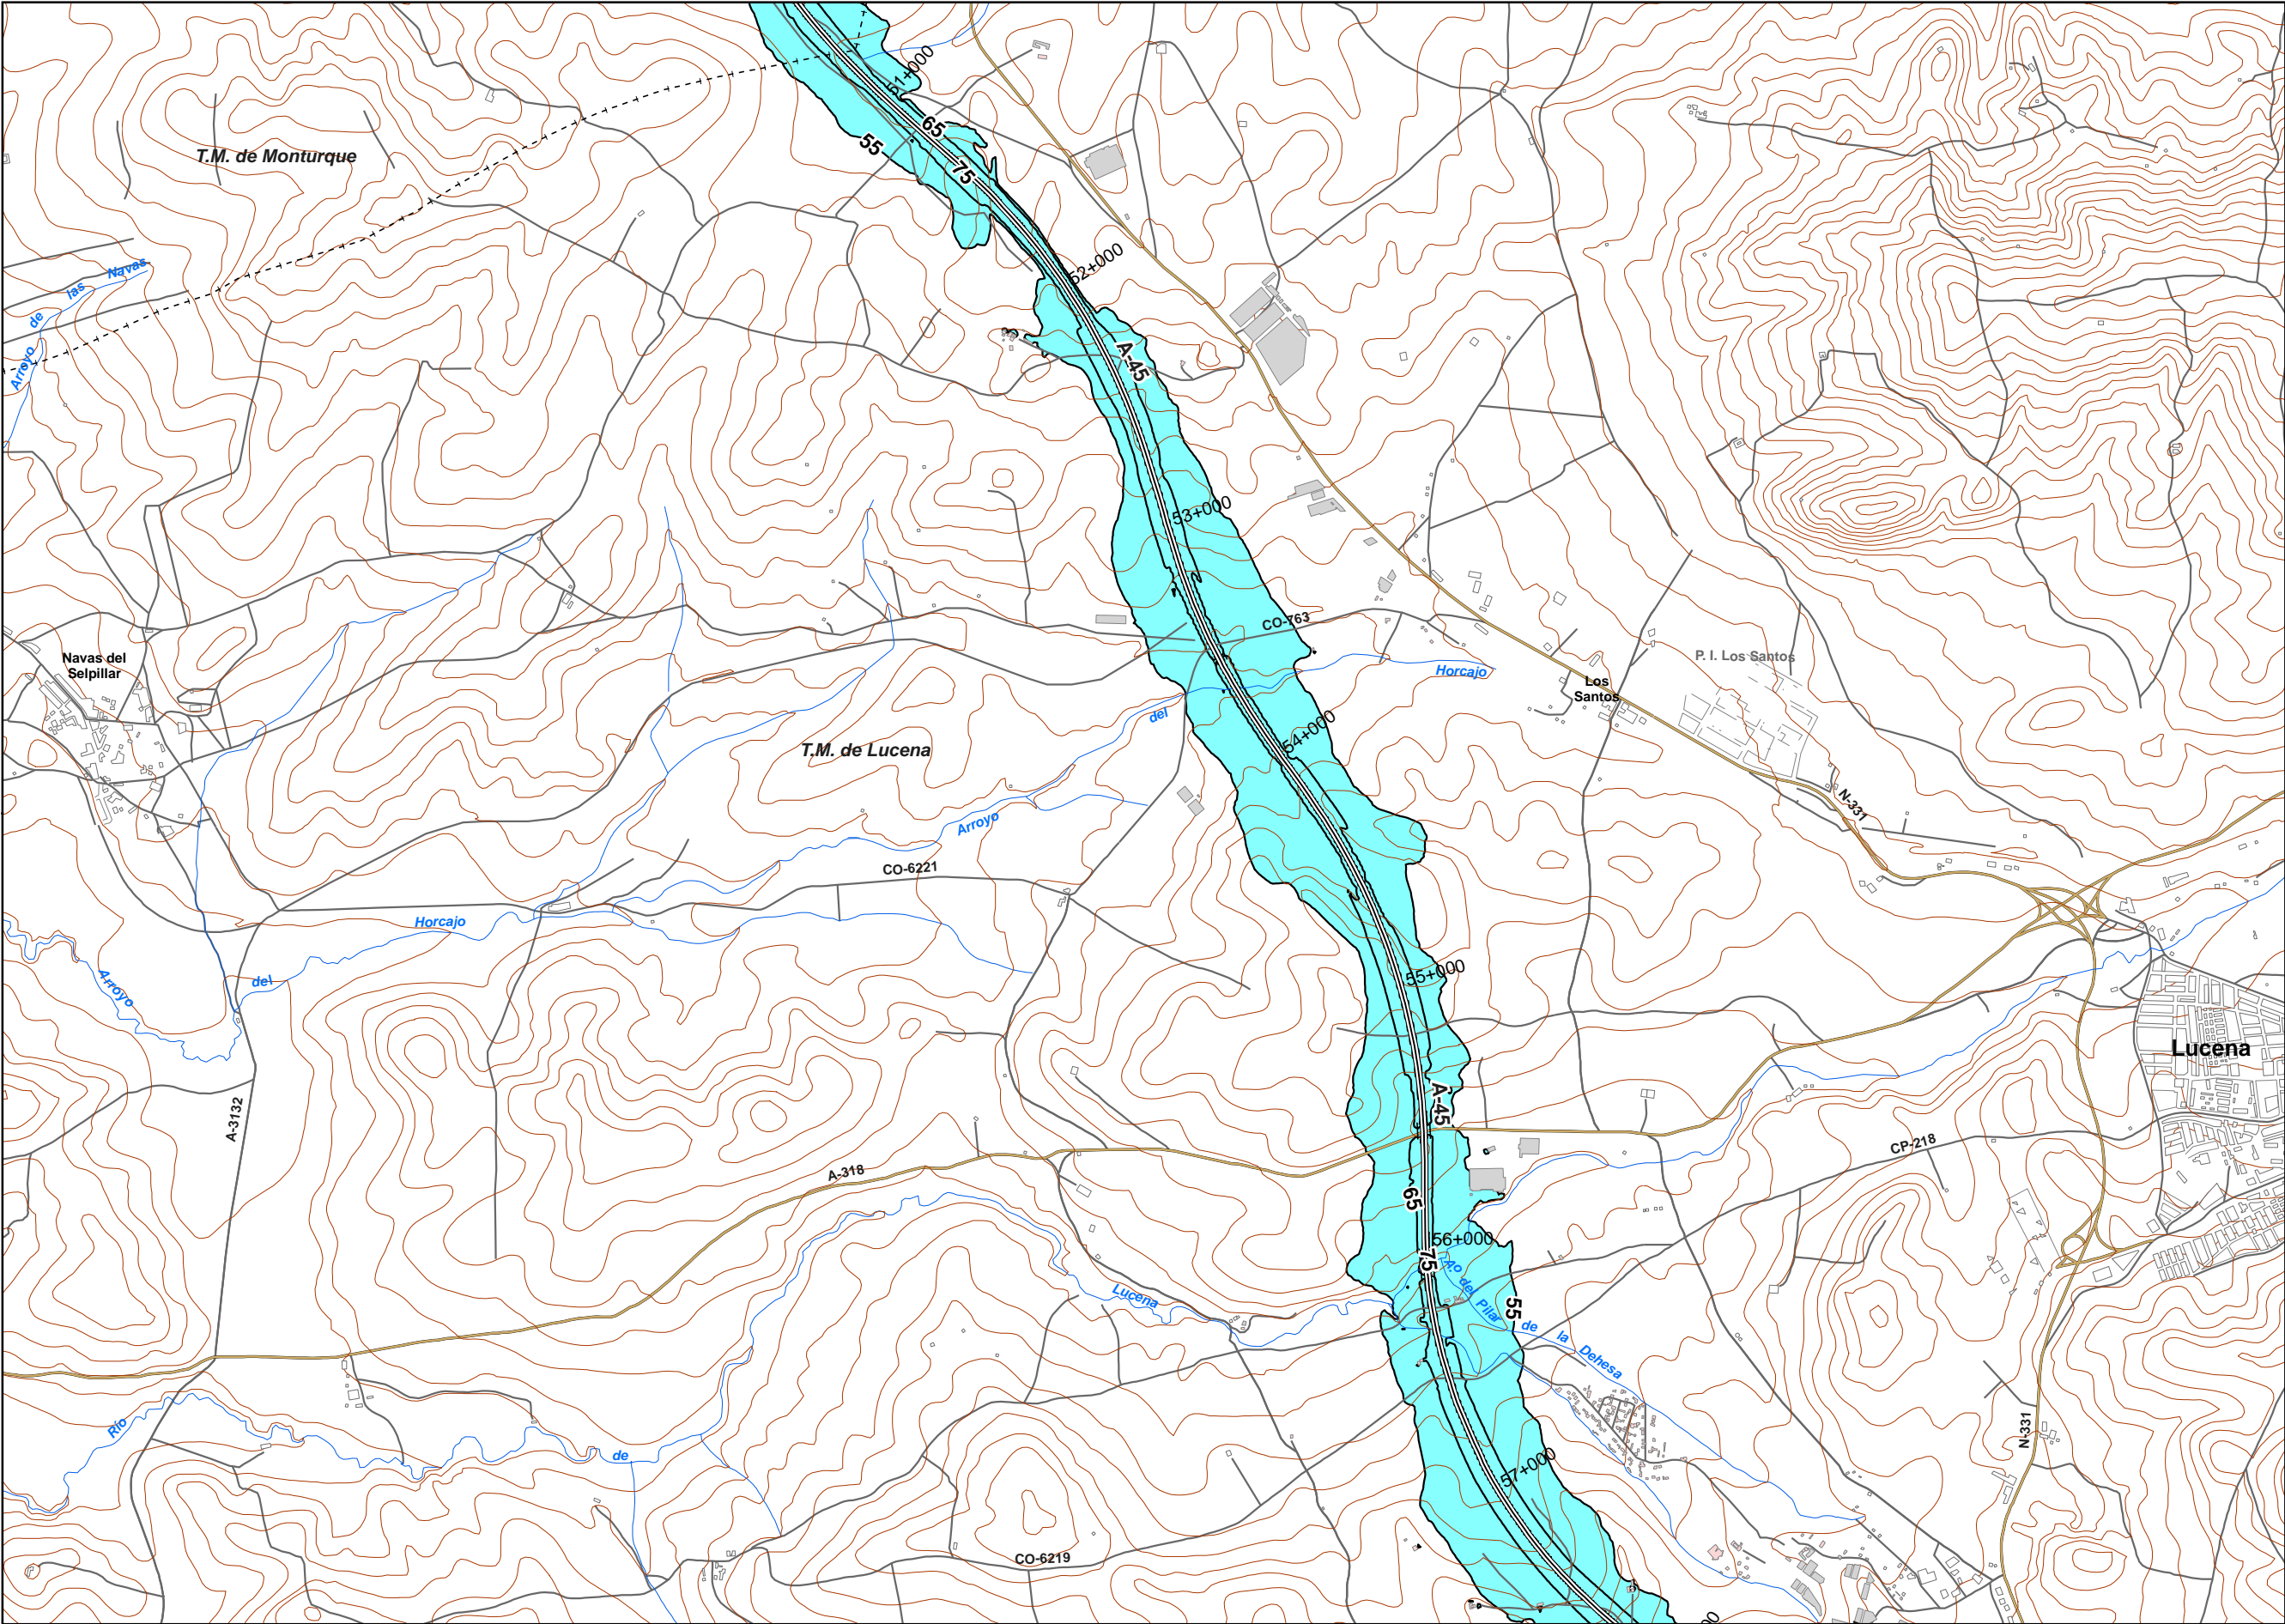 51+000
65
55
75
T.M. de Monturque
52+000
Arroyo de las Navas
A-45
53+000
CO-763
Horcajo
P. I. Los Santos
Navas del
Selpillar
Los
Santos
del
54+000
T.M. de Lucena
N-331
Arroyo
CO-6221
Horcajo
55+000
del
Arroyo
Lucena
A-45
A-3132
CP-218
A-318
65
56+000
75
Aº del Pilar de la Dehesa
55
Lucena
Río
de
N-331
57+000
CO-6219